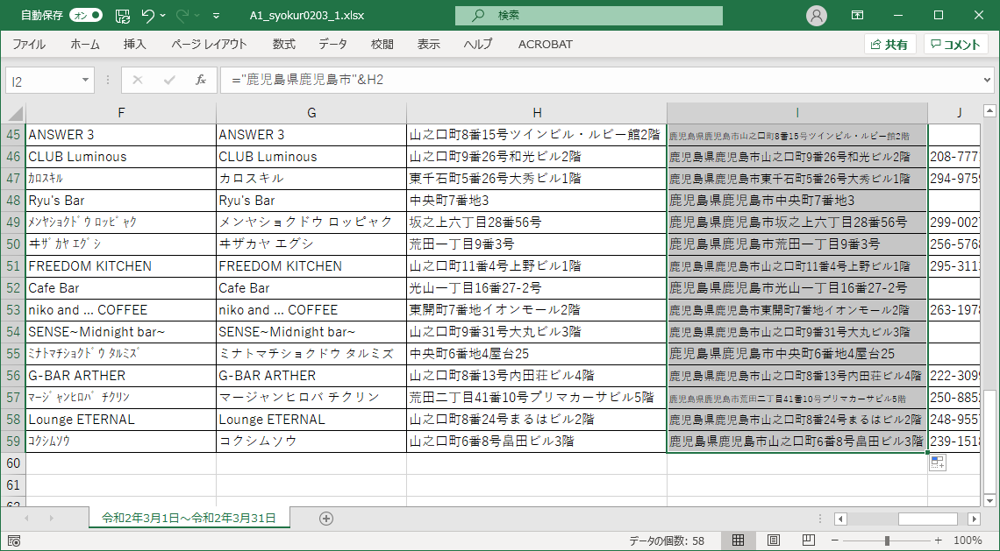 自動保存 オン A1_syokur0203_1.xlsx 検索
ファイル ホーム 挿入 ページ レイアウト 数式 データ 校閲 表示 ヘルプ ACROBAT 共有 コメント
I2 fx ="鹿児島県鹿児島市"&H2
F G H I J
45 ANSWER 3 ANSWER 3 山之口町8番15号ツインビル・ルビー館2階 鹿児島県鹿児島市山之口町8番15号ツインビル・ルビー館2階
46 CLUB Luminous CLUB Luminous 山之口町9番26号和光ビル2階 鹿児島県鹿児島市山之口町9番26号和光ビル2階 208-777
47 ｶﾛｽｷﾙ カロスキル 東千石町5番26号大秀ビル1階 鹿児島県鹿児島市東千石町5番26号大秀ビル1階 294-975
48 Ryu's Bar Ryu's Bar 中央町7番地3 鹿児島県鹿児島市中央町7番地3
49 ﾒﾝﾔｼｮｸﾄﾞｳ ﾛｯﾋﾟｬｸ メンヤショクドウ ロッピャク 坂之上六丁目28番56号 鹿児島県鹿児島市坂之上六丁目28番56号 299-002
50 ヰｻﾞｶﾔ ｴｸﾞｼ ヰザカヤ エグシ 荒田一丁目9番3号 鹿児島県鹿児島市荒田一丁目9番3号 256-576
51 FREEDOM KITCHEN FREEDOM KITCHEN 山之口町11番4号上野ビル1階 鹿児島県鹿児島市山之口町11番4号上野ビル1階 295-311
52 Cafe Bar Cafe Bar 光山一丁目16番27-2号 鹿児島県鹿児島市光山一丁目16番27-2号
53 niko and ... COFFEE niko and ... COFFEE 東開町7番地イオンモール2階 鹿児島県鹿児島市東開町7番地イオンモール2階 263-197
54 SENSE~Midnight bar~ SENSE~Midnight bar~ 山之口町9番31号大丸ビル3階 鹿児島県鹿児島市山之口町9番31号大丸ビル3階
55 ﾐﾅﾄﾏﾁｼｮｸﾄﾞｳ ﾀﾙﾐｽﾞ ミナトマチショクドウ タルミズ 中央町6番地4屋台25 鹿児島県鹿児島市中央町6番地4屋台25
56 G-BAR ARTHER G-BAR ARTHER 山之口町8番13号内田荘ビル4階 鹿児島県鹿児島市山之口町8番13号内田荘ビル4階 222-309
57 ﾏｰｼﾞｬﾝﾋﾛﾊﾞ ﾁｸﾘﾝ マージャンヒロバ チクリン 荒田二丁目41番10号プリマカーサビル5階 鹿児島県鹿児島市荒田二丁目41番10号プリマカーサビル5階 250-885
58 Lounge ETERNAL Lounge ETERNAL 山之口町8番24号まるはビル2階 鹿児島県鹿児島市山之口町8番24号まるはビル2階 248-955
59 ｺｸｼﾑｿｳ コクシムソウ 山之口町6番8号畠田ビル3階 鹿児島県鹿児島市山之口町6番8号畠田ビル3階 239-151
60
61
62
令和2年3月1日～令和2年3月31日
データの個数: 58 100%